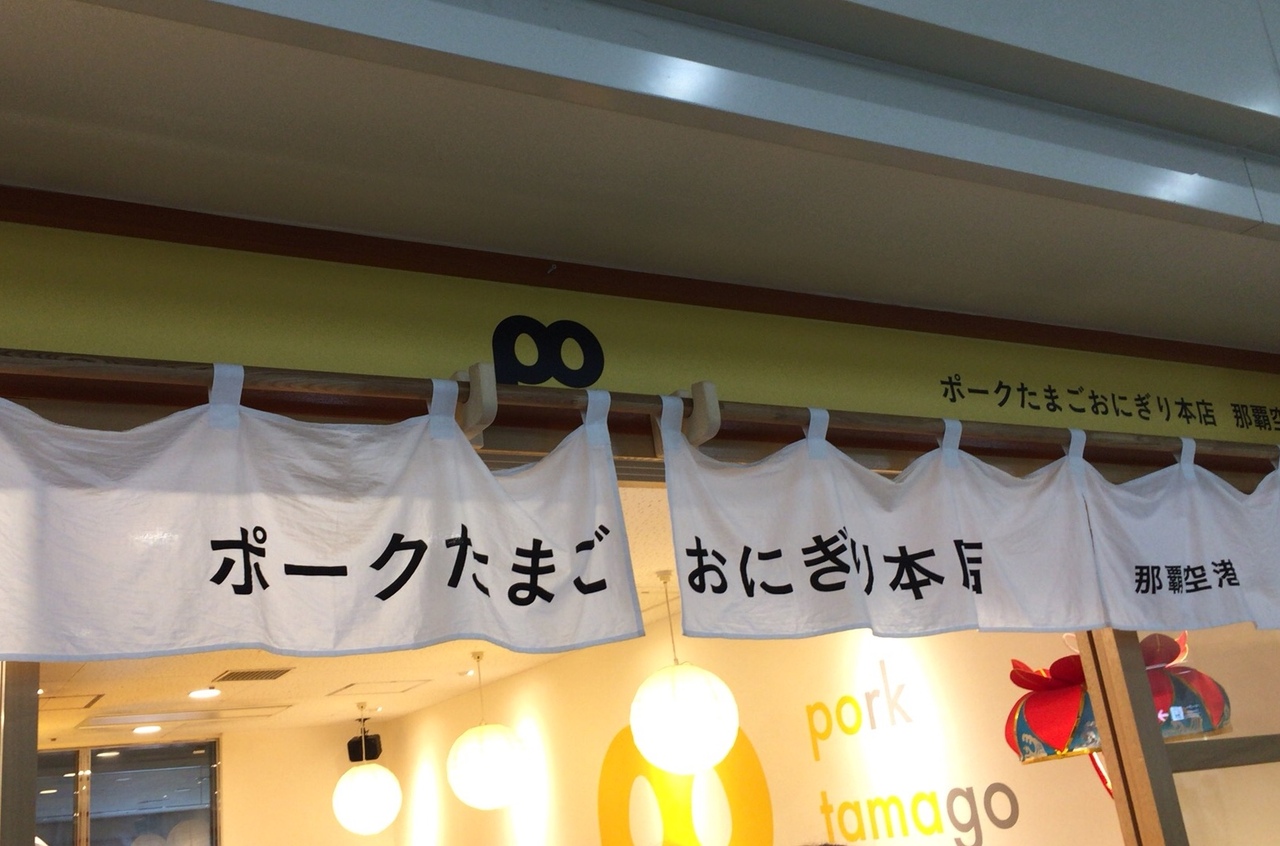 po
ポークたまごおにぎり本店 那覇空
ポークたまごおにぎり本店 那覇空港
pork
tamago